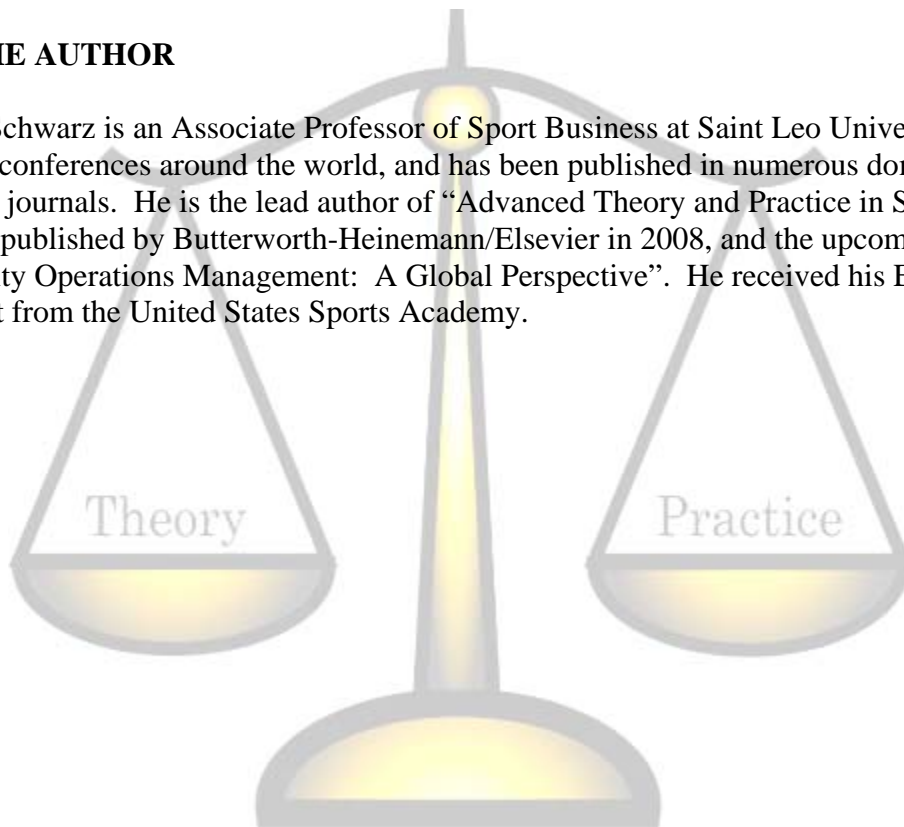 HE AUTHOR
Schwarz is an Associate Professor of Sport Business at Saint Leo Unive
conferences around the world, and has been published in numerous do
journals.  He is the lead author of “Advanced Theory and Practice in S
published by Butterworth-Heinemann/Elsevier in 2008, and the upcom
ity Operations Management:  A Global Perspective”.  He received his E
t from the United States Sports Academy.
Theory
Practice